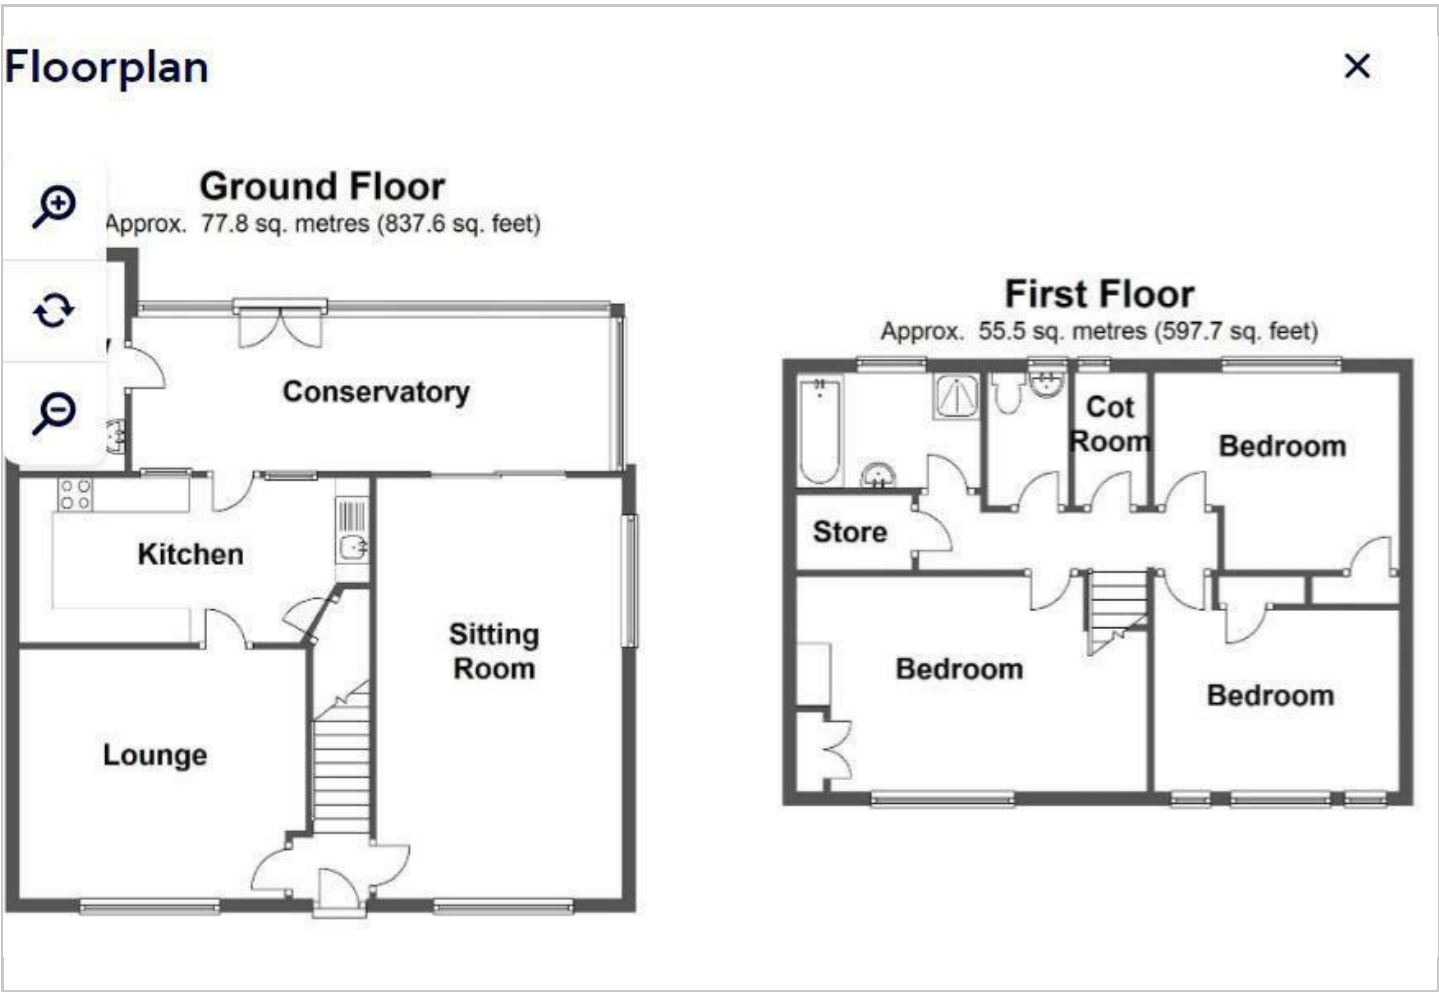 Floorplan
Ground Floor
Approx. 77.8 sq. metres (837.6 sq. feet)
Conservatory
Kitchen
Sitting
Room
Lounge
First Floor
Approx. 55.5 sq. metres (597.7 sq. feet)
Cot
Room
Bedroom
Store
Bedroom
Bedroom